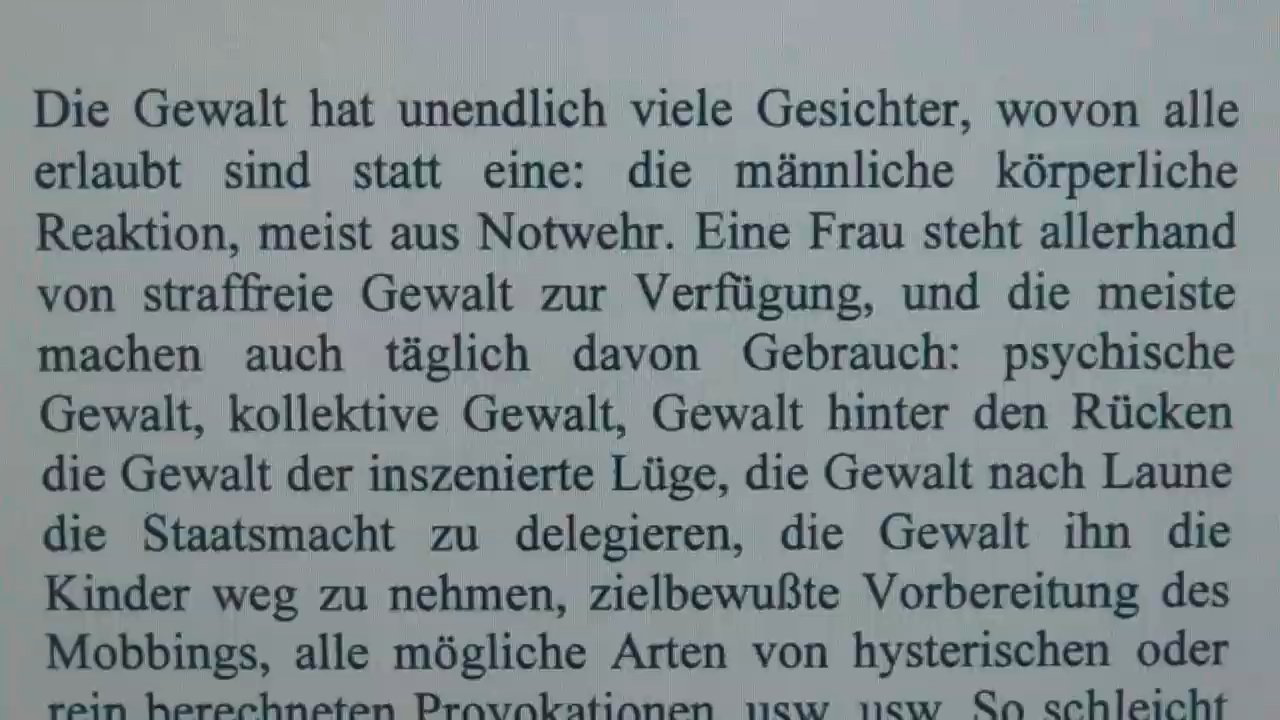 Die Gewalt hat unendlich viele Gesichter, wovon alle
erlaubt sind statt eine: die männliche körperliche
Reaktion, meist aus Notwehr. Eine Frau steht allerhand
von straffreie Gewalt zur Verfügung, und die meiste
machen auch täglich davon Gebrauch: psychische
Gewalt, kollektive Gewalt, Gewalt hinter den Rücken
die Gewalt der inszenierte Lüge, die Gewalt nach Laune
die Staatsmacht zu delegieren, die Gewalt ihn die
Kinder weg zu nehmen, zielbewußte Vorbereitung des
Mobbings, alle mögliche Arten von hysterischen oder
rein berechneten Provokationen, usw. usw. So schleicht